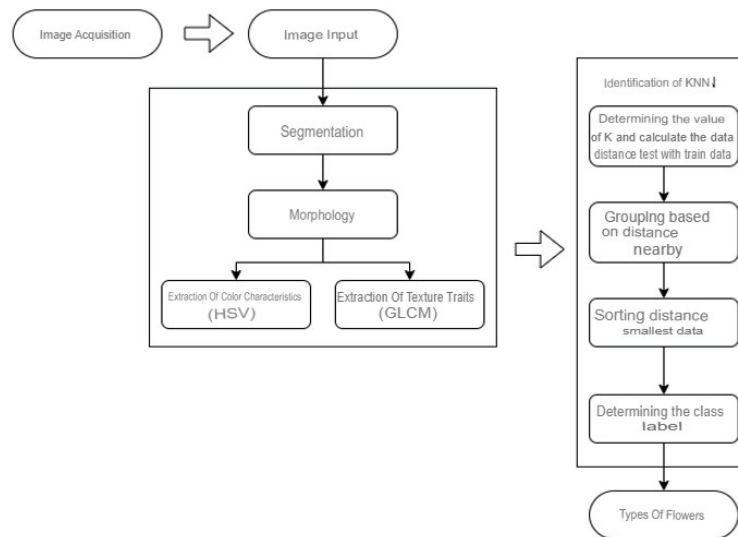 Image Acquisition
Image Input
Segmentation
Morphology
Extraction Of Color Characteristics
(HSV)
Extraction Of Texture Traits
(GLCM)
Identification of KNN
Determining the value
of K and calculate the data
distance test with train data
Grouping based
on distance
nearby
Sorting distance
smallest data
Determining the class
label
Types Of Flowers